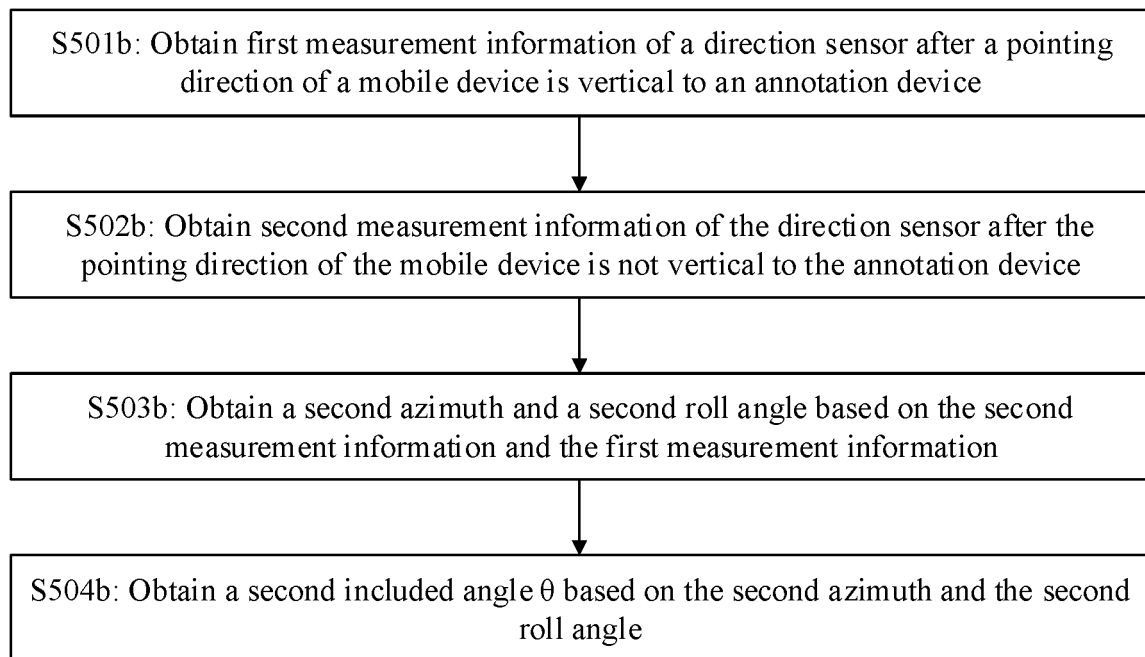 S501b: Obtain first measurement information of a direction sensor after a pointing
direction of a mobile device is vertical to an annotation device
S502b: Obtain second measurement information of the direction sensor after the
pointing direction of the mobile device is not vertical to the annotation device
S503b: Obtain a second azimuth and a second roll angle based on the second
measurement information and the first measurement information
S504b: Obtain a second included angle θ based on the second azimuth and the second
roll angle